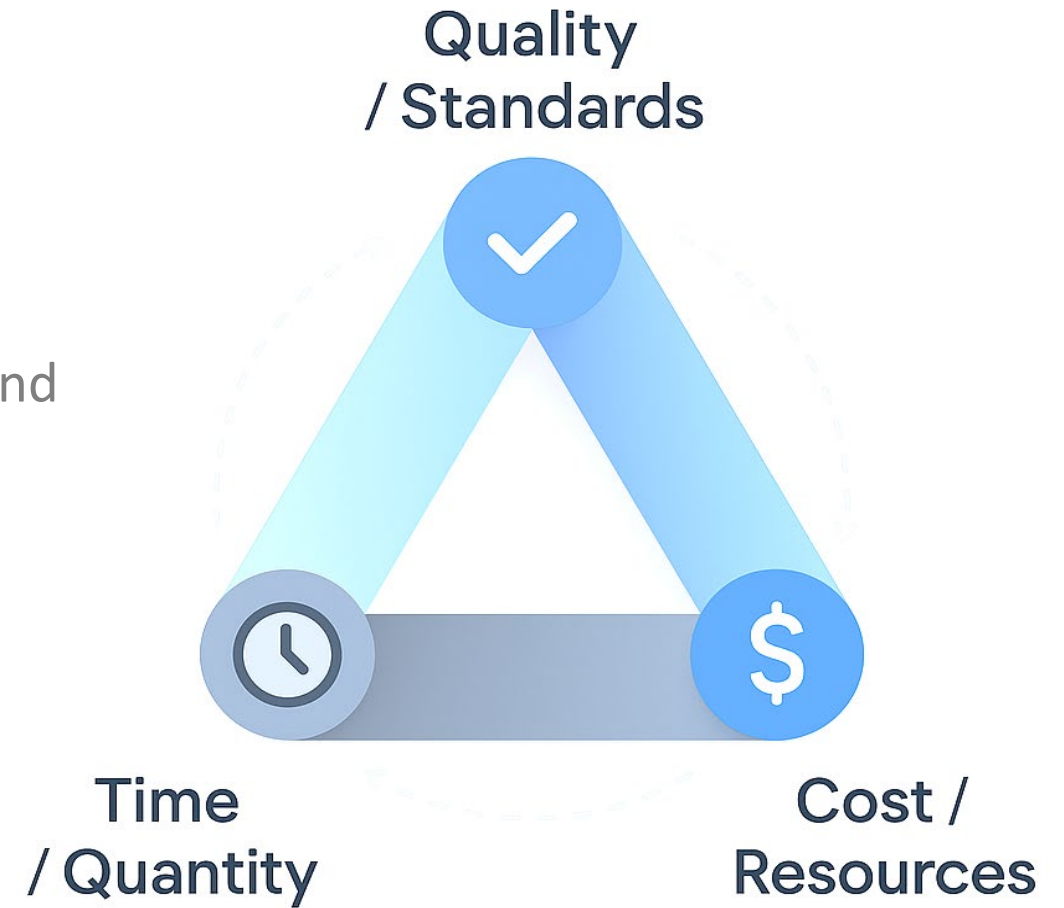 Quality
/ Standards
nd
Time
/ Quantity
Cost /
Resources